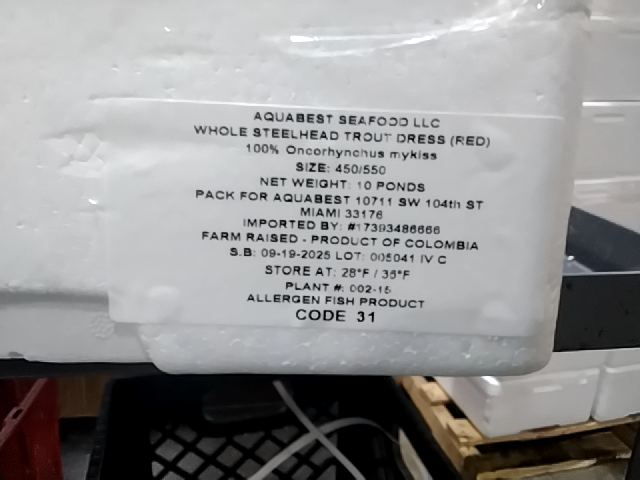 AQUABEST SEAFOOD LLC
WHOLE STEELHEAD TROUT DRESS (RED)
100% Oncorhynchus mykiss
SIZE: 450/550
NET WEIGHT: 10 PONDS
PACK FOR AQUABEST 10711 SW 104th ST
MIAMI 33176
IMPORTED BY: #17393486666
FARM RAISED - PRODUCT OF COLOMBIA
S.B: 09-19-2025 LOT: 005041 IV C
STORE AT: 28°F / 36°F
PLANT #: 002-16
ALLERGEN FISH PRODUCT
CODE 31